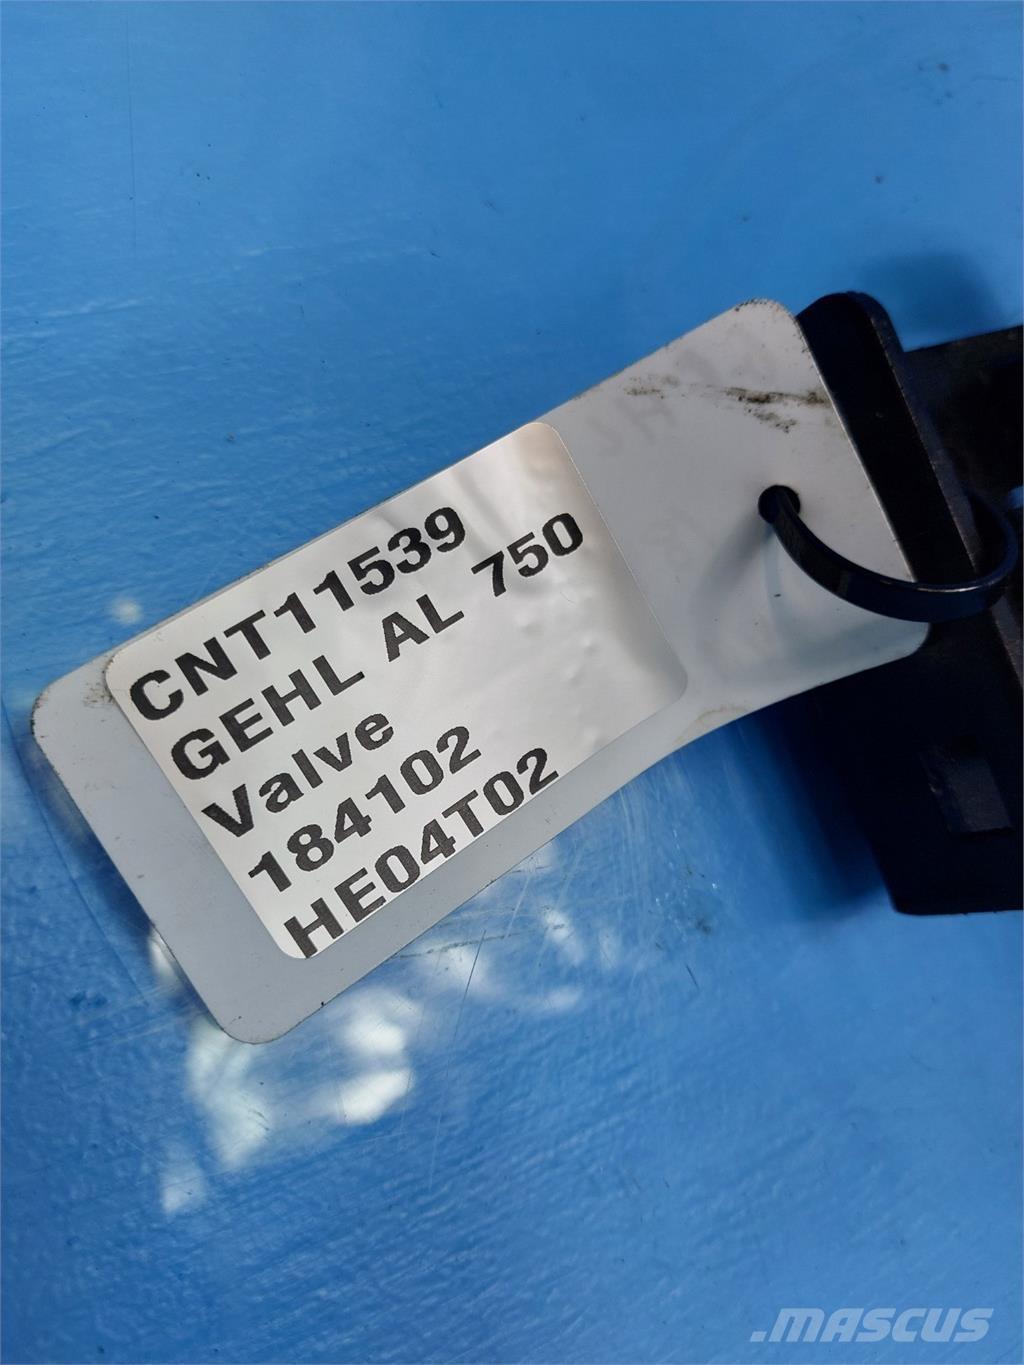 CNT11539
GEHL AL 750
Valve
184102
HE04T02
.MASCUS